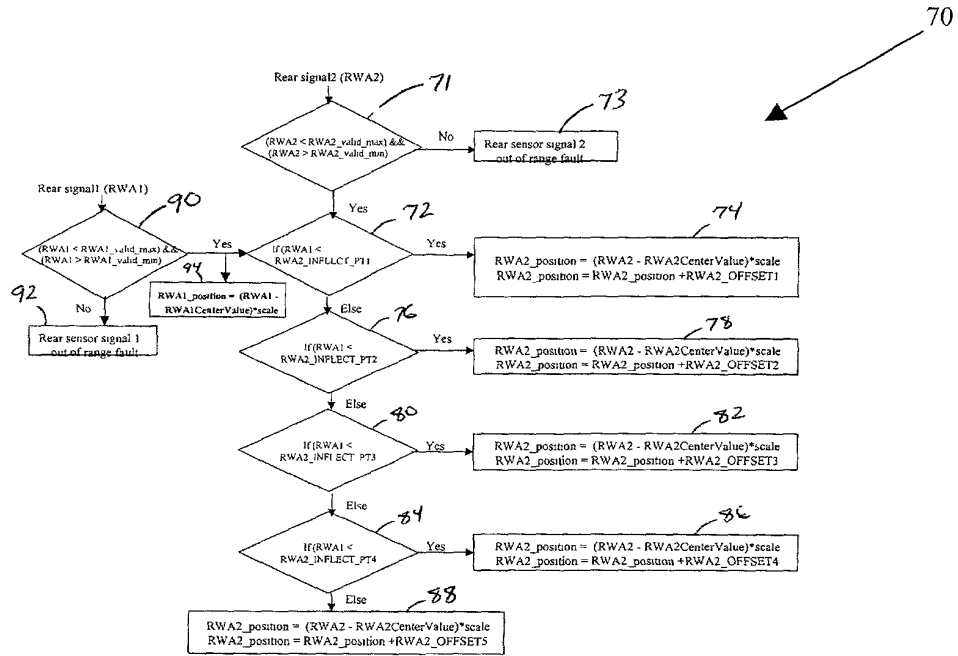 70
Rear signal2 (RWA2)
71
(RWA2 < RWA2_valid_max) &&
(RWA2 > RWA2_valid_min)
No
73
Rear sensor signal 2
out of range fault
Rear signal1 (RWA1)
90
(RWA1 < RWA1_valid_max) &&
(RWA1 > RWA1_valid_min)
Yes
Yes
72
If (RWA1 <
RWA2_INFLECT_PT1
Yes
74
RWA2_position = (RWA2 - RWA2CenterValue)*scale
RWA2_position = RWA2_position +RWA2_OFFSET1
94
RWA1_position = (RWA1 -
RWA1CenterValue)*scale
92
No
Rear sensor signal 1
out of range fault
Else
76
If (RWA1 <
RWA2_INFLECT_PT2
Yes
78
RWA2_position = (RWA2 - RWA2CenterValue)*scale
RWA2_position = RWA2_position +RWA2_OFFSET2
Else
80
If (RWA1 <
RWA2_INFLECT_PT3
Yes
82
RWA2_position = (RWA2 - RWA2CenterValue)*scale
RWA2_position = RWA2_position +RWA2_OFFSET3
Else
84
If (RWA1 <
RWA2_INFLECT_PT4
Yes
86
RWA2_position = (RWA2 - RWA2CenterValue)*scale
RWA2_position = RWA2_position +RWA2_OFFSET4
Else
88
RWA2_position = (RWA2 - RWA2CenterValue)*scale
RWA2_position = RWA2_position +RWA2_OFFSET5